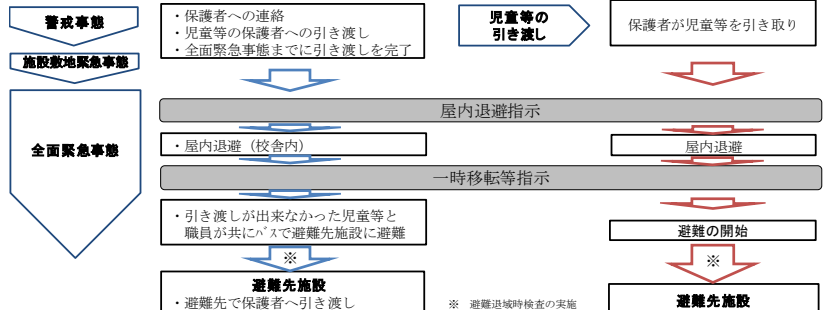 警戒事態
・保護者への連絡
・児童等の保護者への引き渡し
・全面緊急事態までに引き渡しを完了
児童等の
引き渡し
保護者が児童等を引き取り
施設敷地緊急事態
屋内退避指示
全面緊急事態
・屋内退避（校舎内）
屋内退避
一時移転等指示
・引き渡しが出来なかった児童等と
職員が共にバスで避難先施設に避難
避難の開始
※
※
避難先施設
・避難先で保護者へ引き渡し
※ 避難退域時検査の実施
避難先施設